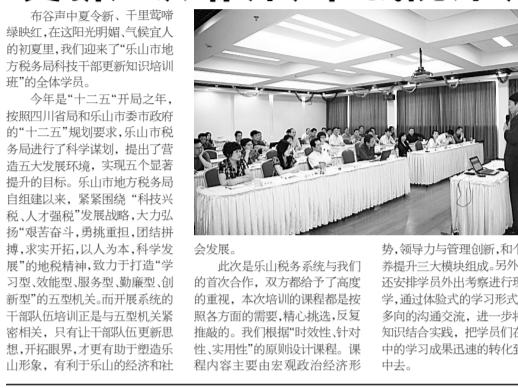 布谷声中夏令新、千里莺啼
绿映红,在这阳光明媚、气候宜人
的初夏里,我们迎来了“乐山市地
方税务局科技干部更新知识培训
班”的全体学员。
今年是“十二五“开局之年,
按照四川省局和乐山市委市政府
的“十二五”规划要求,乐山市税
务局进行了科学谋划,提出了营
造五大发展环境,实现五个显著
提升的目标。乐山市地方税务局
自组建以来,紧紧围绕“科技兴
税、人才强税”发展战略,大力弘
扬“艰苦奋斗,勇挑重担,团结拼
搏,求实开拓,以人为本,科学发
展”的地税精神,致力于打造“学
习型、效能型、服务型、勤廉型、创
新型”的五型机关。而开展系统的
干部队伍培训正是与五型机关紧
密相关,只有让干部队伍更新思
想,开拓眼界,才更有助于塑造乐
山形象,有利于乐山的经济和社
会发展。
此次是乐山税务系统与我们
的首次合作,双方都给予了高度
的重视,本次培训的课程都是按
照各方面的需要,精心挑选,反复
推敲的。我们根据“时效性、针对
性、实用性”的原则设计课程。课
程内容主要由宏观政治经济形
势,领导力与管理创新,和个
养提升三大模块组成。另外
还安排学员外出考察进行现
学,通过体验式的学习形式
多向的沟通交流,进一步将
知识结合实践,把学员们在
中的学习成果迅速的转化到
中去。